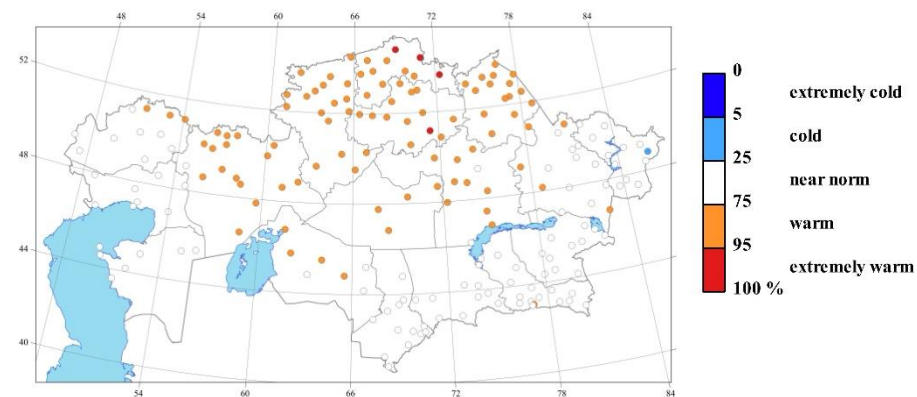 48 54 60 66 72 78 84
52
48
44
40
54 60 66 72 78 84
0
extremely cold
5
cold
25
near norm
75
warm
95
extremely warm
100 %